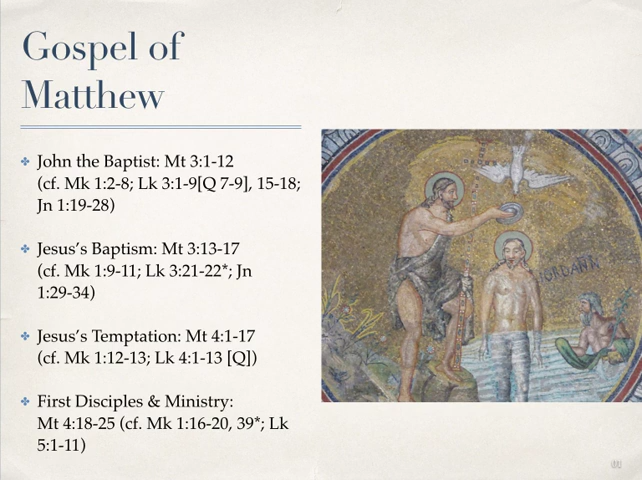 Gospel of
Matthew
John the Baptist: Mt 3:1-12
(cf. Mk 1:2-8; Lk 3:1-9[Q 7-9], 15-18;
Jn 1:19-28)
Jesus’s Baptism: Mt 3:13-17
(cf. Mk 1:9-11; Lk 3:21-22*; Jn
1:29-34)
Jesus’s Temptation: Mt 4:1-17
(cf. Mk 1:12-13; Lk 4:1-13 [Q])
First Disciples & Ministry:
Mt 4:18-25 (cf. Mk 1:16-20, 39*; Lk
5:1-11)